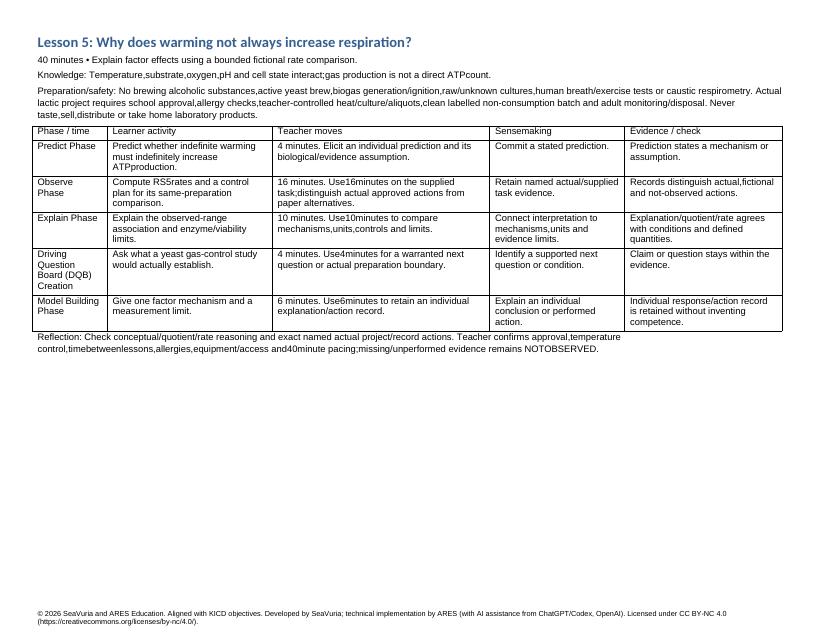 Lesson 5: Why does warming not always increase respiration?
40 minutes • Explain factor effects using a bounded fictional rate comparison.
Knowledge: Temperature,substrate,oxygen,pH and cell state interact;gas production is not a direct ATPcount.
Preparation/safety: No brewing alcoholic substances,active yeast brew,biogas generation/ignition,raw/unknown cultures,human breath/exercise tests or caustic respirometry. Actual
lactic project requires school approval,allergy checks,teacher-controlled heat/culture/aliquots,clean labelled non-consumption batch and adult monitoring/disposal. Never
taste,sell,distribute or take home laboratory products.
Phase / time Learner activity Teacher moves Sensemaking Evidence / check
Predict Phase
Predict whether indefinite warming
must indefinitely increase
ATPproduction.
4 minutes. Elicit an individual prediction and its
biological/evidence assumption.
Commit a stated prediction.
Prediction states a mechanism or
assumption.
Observe
Phase
Compute RS5rates and a control
plan for its same-preparation
comparison.
16 minutes. Use16minutes on the supplied
task;distinguish actual approved actions from
paper alternatives.
Retain named actual/supplied
task evidence.
Records distinguish actual,fictional
and not-observed actions.
Explain Phase
Explain the observed-range
association and enzyme/viability
limits.
10 minutes. Use10minutes to compare
mechanisms,units,controls and limits.
Connect interpretation to
mechanisms,units and
evidence limits.
Explanation/quotient/rate agrees
with conditions and defined
quantities.
Driving
Question
Board (DQB)
Creation
Ask what a yeast gas-control study
would actually establish.
4 minutes. Use4minutes for a warranted next
question or actual preparation boundary.
Identify a supported next
question or condition.
Claim or question stays within the
evidence.
Model Building
Phase
Give one factor mechanism and a
measurement limit.
6 minutes. Use6minutes to retain an individual
explanation/action record.
Explain an individual
conclusion or performed
action.
Individual response/action record
is retained without inventing
competence.
Reflection: Check conceptual/quotient/rate reasoning and exact named actual project/record actions. Teacher confirms approval,temperature
control,timebetweenlessons,allergies,equipment/access and40minute pacing;missing/unperformed evidence remains NOTOBSERVED.
© 2026 SeaVuria and ARES Education. Aligned with KICD objectives. Developed by SeaVuria; technical implementation by ARES (with AI assistance from ChatGPT/Codex, OpenAI). Licensed under CC BY-NC 4.0
(https://creativecommons.org/licenses/by-nc/4.0/).